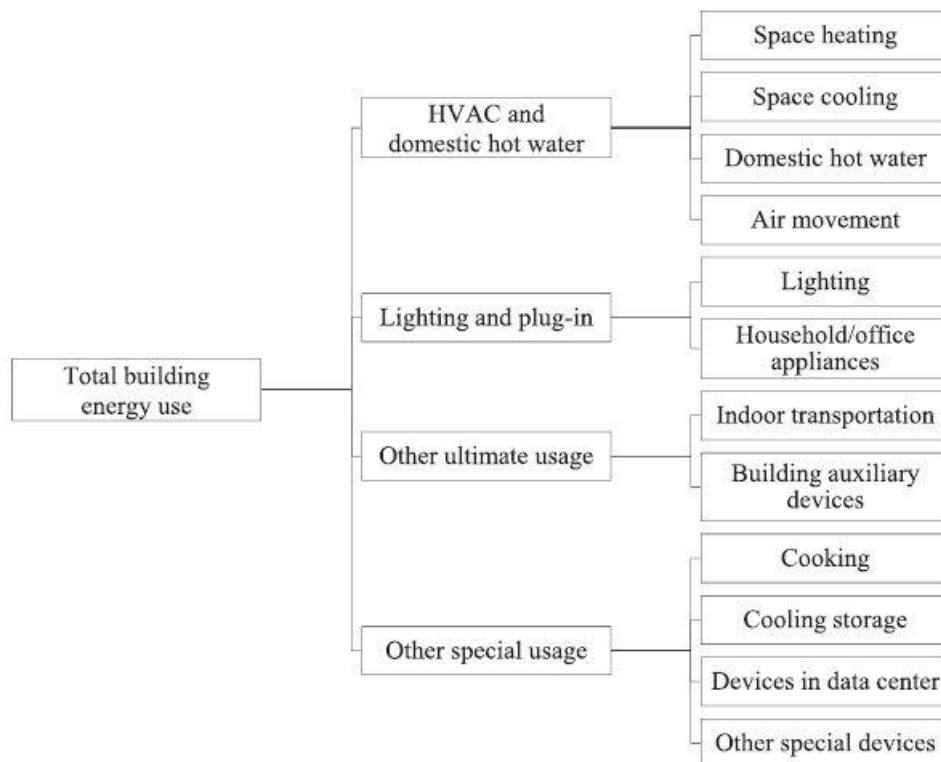 Total building
energy use
HVAC and
domestic hot water
Space heating
Space cooling
Domestic hot water
Air movement
Lighting and plug-in
Lighting
Household/office
appliances
Other ultimate usage
Indoor transportation
Building auxiliary
devices
Other special usage
Cooking
Cooling storage
Devices in data center
Other special devices